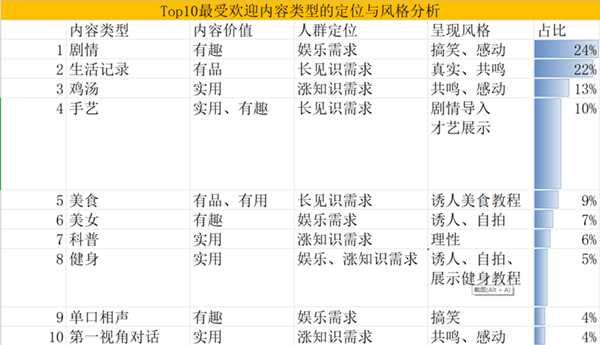 Top10最受欢迎内容类型的定位与风格分析
内容类型 内容价值 人群定位 呈现风格 占比
1 剧情 有趣 娱乐需求 搞笑、感动 24%
2 生活记录 有品 长见识需求 真实、共鸣 22%
3 鸡汤 实用 涨知识需求 共鸣、感动 13%
4 手艺 实用、有趣 长见识需求 剧情导入 10%
才艺展示
5 美食 有品、有用 长见识需求 诱人美食教程 9%
6 美女 有趣 娱乐需求 诱人、自拍 7%
7 科普 实用 涨知识需求 理性 6%
8 健身 实用 娱乐、涨知识需求 诱人、自拍、 5%
展示健身教程
截图(Alt + A)
9 单口相声 有趣 娱乐需求 搞笑 4%
10 第一视角对话 实用 涨知识需求 共鸣、感动 4%